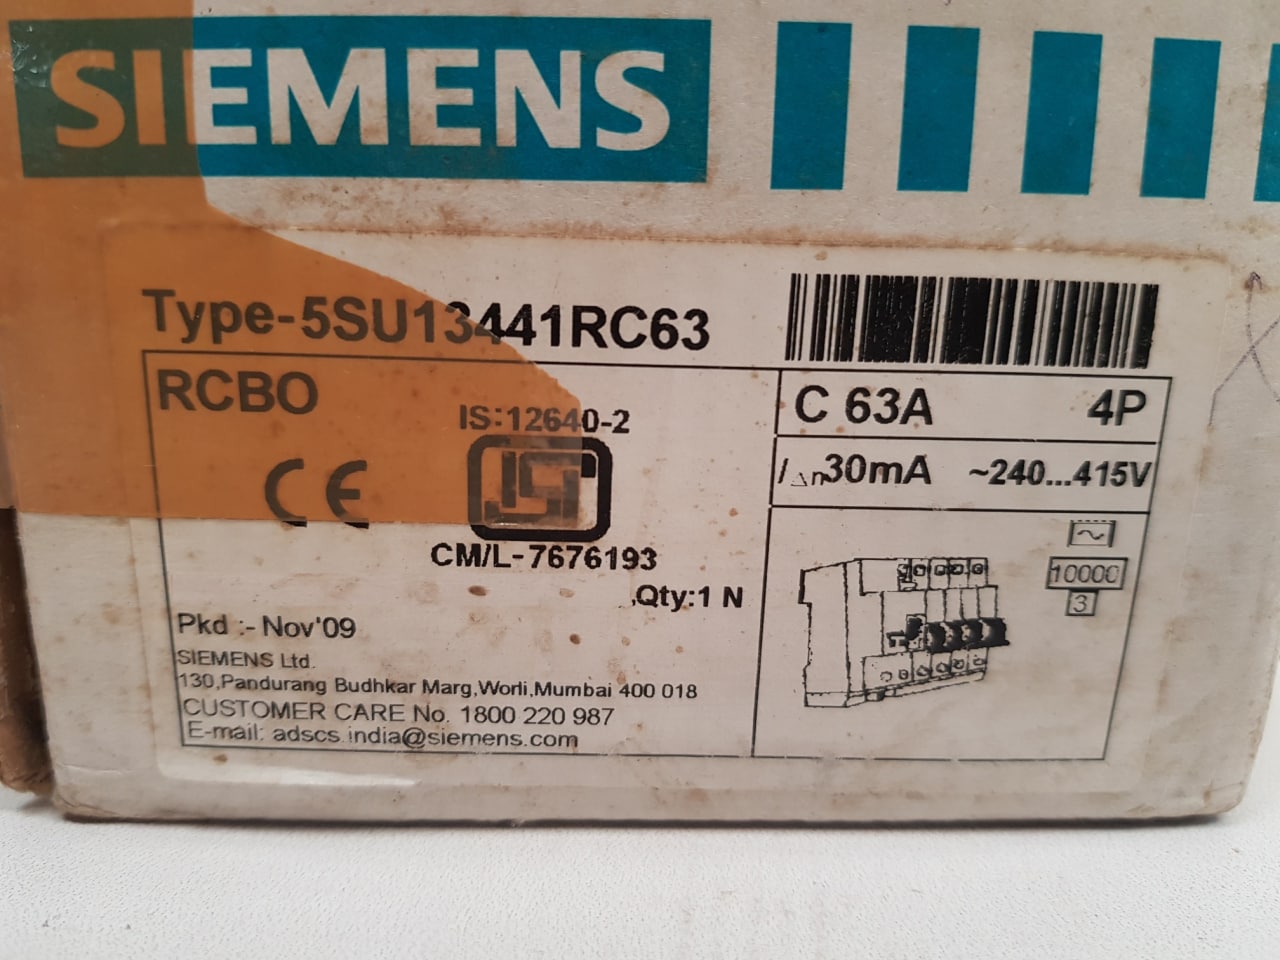 SIEMENS
Type-5SU13441RC63
RCBO
IS:12640-2
CE
ISI
CM/L-7676193
Qty:1 N
Pkd :- Nov'09
SIEMENS Ltd.
130,Pandurang Budhkar Marg,Worli,Mumbai 400 018
CUSTOMER CARE No. 1800 220 987
E-mail: adscs.india@siemens.com
C 63A 4P
I△n30mA ~240...415V
~
10000
3